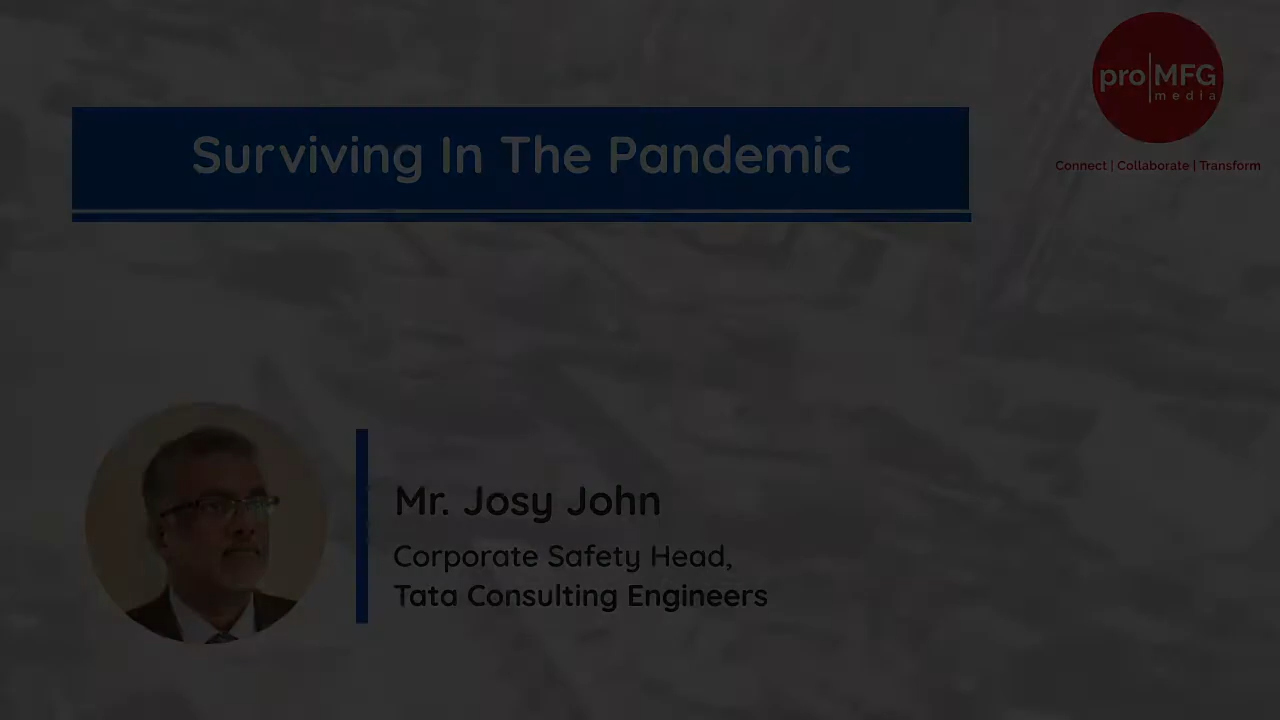 pro|MFG
media
Connect | Collaborate | Transform
Surviving In The Pandemic
Mr. Josy John
Corporate Safety Head,
Tata Consulting Engineers